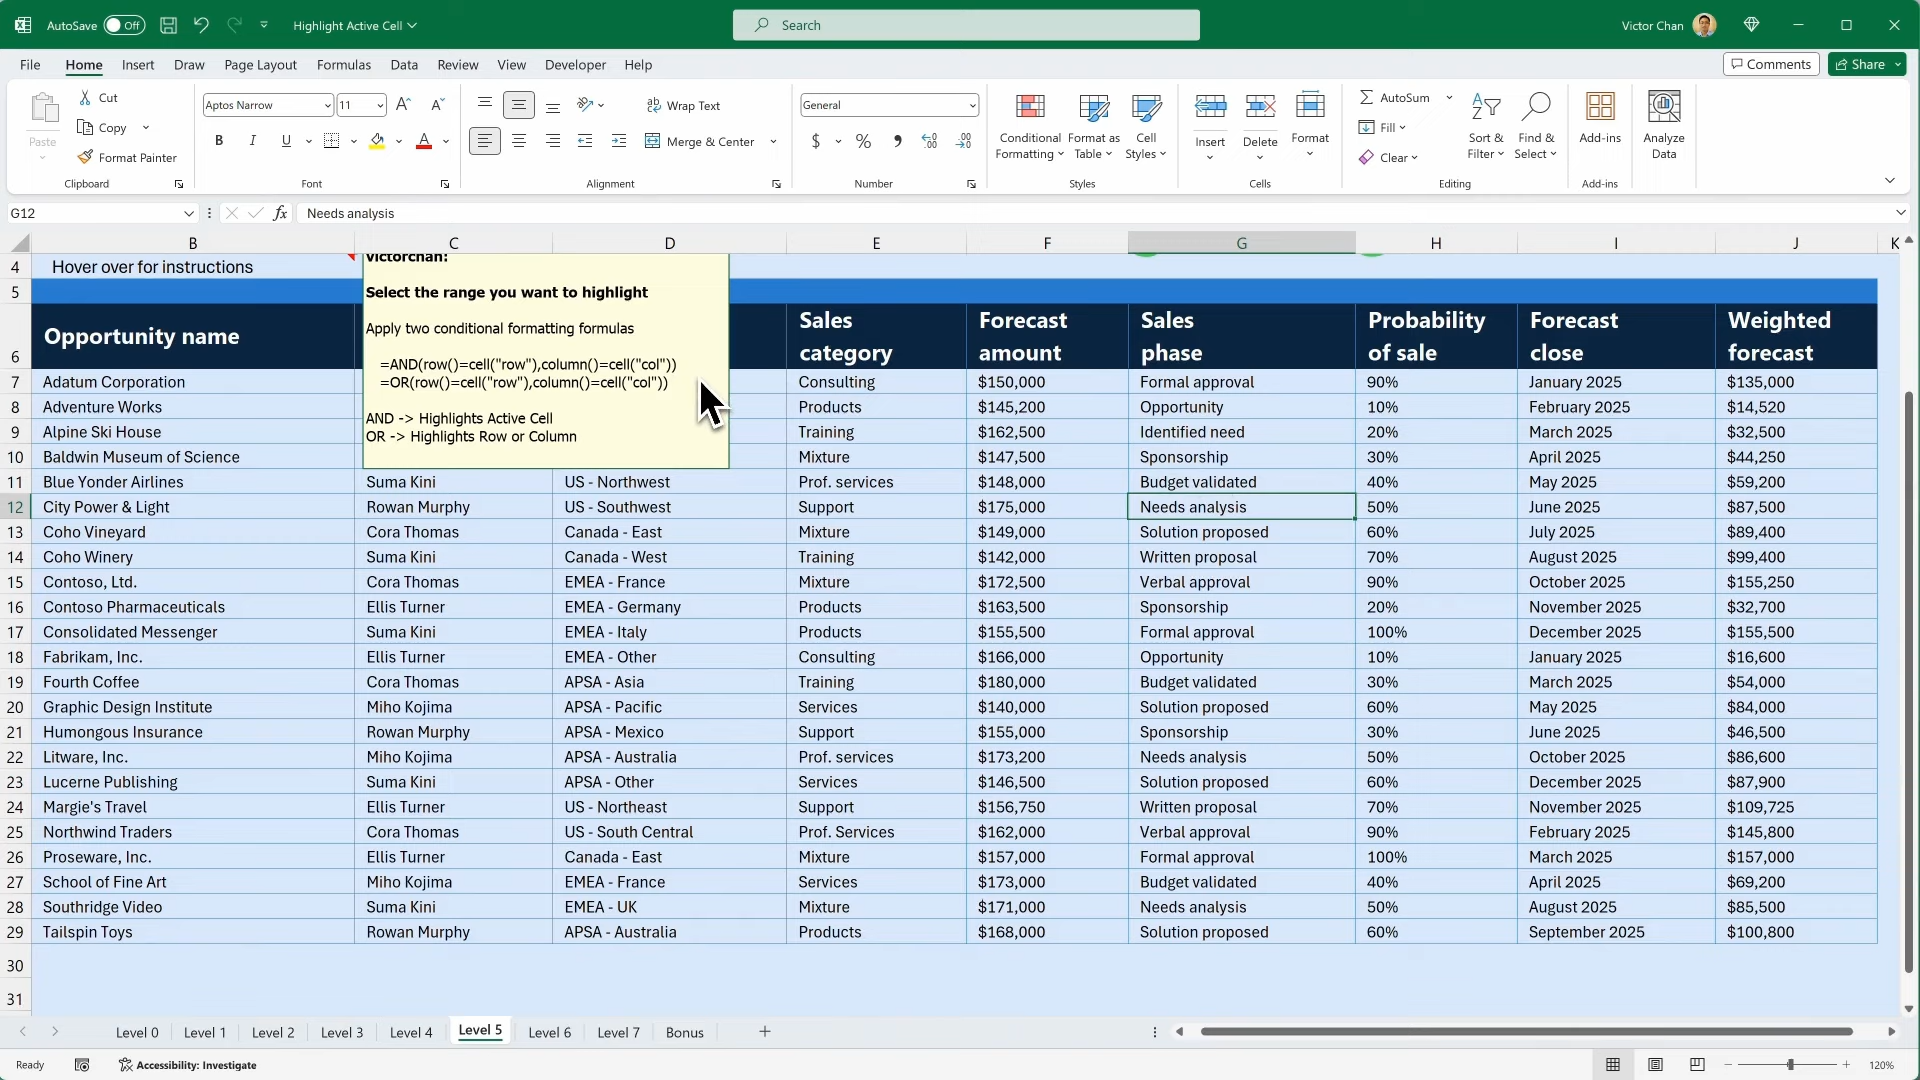 AutoSave Off Highlight Active Cell Search Victor Chan
File Home Insert Draw Page Layout Formulas Data Review View Developer Help Comments Share
Paste Cut Copy Format Painter Clipboard
Aptos Narrow 11 A A B I U A Font
ab Wrap Text Merge & Center Alignment
General $ % , Number
Conditional Formatting Format as Table Cell Styles Styles
Insert Delete Format Cells
AutoSum Fill Clear Sort & Filter Find & Select Editing
Add-ins Add-ins
Analyze Data
G12 fx Needs analysis
B C D E F G H I J K
4 Hover over for instructions
victorchan:
Select the range you want to highlight
Apply two conditional formatting formulas
=AND(row()=cell("row"),column()=cell("col"))
=OR(row()=cell("row"),column()=cell("col"))
AND -> Highlights Active Cell
OR -> Highlights Row or Column
5
6 Opportunity name Sales category Forecast amount Sales phase Probability of sale Forecast close Weighted forecast
7 Adatum Corporation Consulting $150,000 Formal approval 90% January 2025 $135,000
8 Adventure Works Products $145,200 Opportunity 10% February 2025 $14,520
9 Alpine Ski House Training $162,500 Identified need 20% March 2025 $32,500
10 Baldwin Museum of Science Mixture $147,500 Sponsorship 30% April 2025 $44,250
11 Blue Yonder Airlines Suma Kini US - Northwest Prof. services $148,000 Budget validated 40% May 2025 $59,200
12 City Power & Light Rowan Murphy US - Southwest Support $175,000 Needs analysis 50% June 2025 $87,500
13 Coho Vineyard Cora Thomas Canada - East Mixture $149,000 Solution proposed 60% July 2025 $89,400
14 Coho Winery Suma Kini Canada - West Training $142,000 Written proposal 70% August 2025 $99,400
15 Contoso, Ltd. Cora Thomas EMEA - France Mixture $172,500 Verbal approval 90% October 2025 $155,250
16 Contoso Pharmaceuticals Ellis Turner EMEA - Germany Products $163,500 Sponsorship 20% November 2025 $32,700
17 Consolidated Messenger Suma Kini EMEA - Italy Products $155,500 Formal approval 100% December 2025 $155,500
18 Fabrikam, Inc. Ellis Turner EMEA - Other Consulting $166,000 Opportunity 10% January 2025 $16,600
19 Fourth Coffee Cora Thomas APSA - Asia Training $180,000 Budget validated 30% March 2025 $54,000
20 Graphic Design Institute Miho Kojima APSA - Pacific Services $140,000 Solution proposed 60% May 2025 $84,000
21 Humongous Insurance Rowan Murphy APSA - Mexico Support $155,000 Sponsorship 30% June 2025 $46,500
22 Litware, Inc. Miho Kojima APSA - Australia Prof. services $173,200 Needs analysis 50% October 2025 $86,600
23 Lucerne Publishing Suma Kini APSA - Other Services $146,500 Solution proposed 60% December 2025 $87,900
24 Margie's Travel Ellis Turner US - Northeast Support $156,750 Written proposal 70% November 2025 $109,725
25 Northwind Traders Cora Thomas US - South Central Prof. Services $162,000 Verbal approval 90% February 2025 $145,800
26 Proseware, Inc. Ellis Turner Canada - East Mixture $157,000 Formal approval 100% March 2025 $157,000
27 School of Fine Art Miho Kojima EMEA - France Services $173,000 Budget validated 40% April 2025 $69,200
28 Southridge Video Suma Kini EMEA - UK Mixture $171,000 Needs analysis 50% August 2025 $85,500
29 Tailspin Toys Rowan Murphy APSA - Australia Products $168,000 Solution proposed 60% September 2025 $100,800
30
31
Level 0 Level 1 Level 2 Level 3 Level 4 Level 5 Level 6 Level 7 Bonus
Ready Accessibility: Investigate 120%